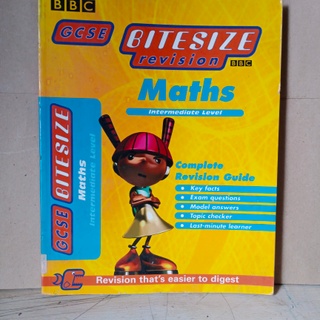 BBC
GCSE BITESIZE
revision BBC
Maths
Intermediate Level
GCSE BITESIZE
Maths
Intermediate Level
Complete
Revision Guide
• Key facts
• Exam questions
• Model answers
• Topic checker
• Last-minute learner
Revision that's easier to digest